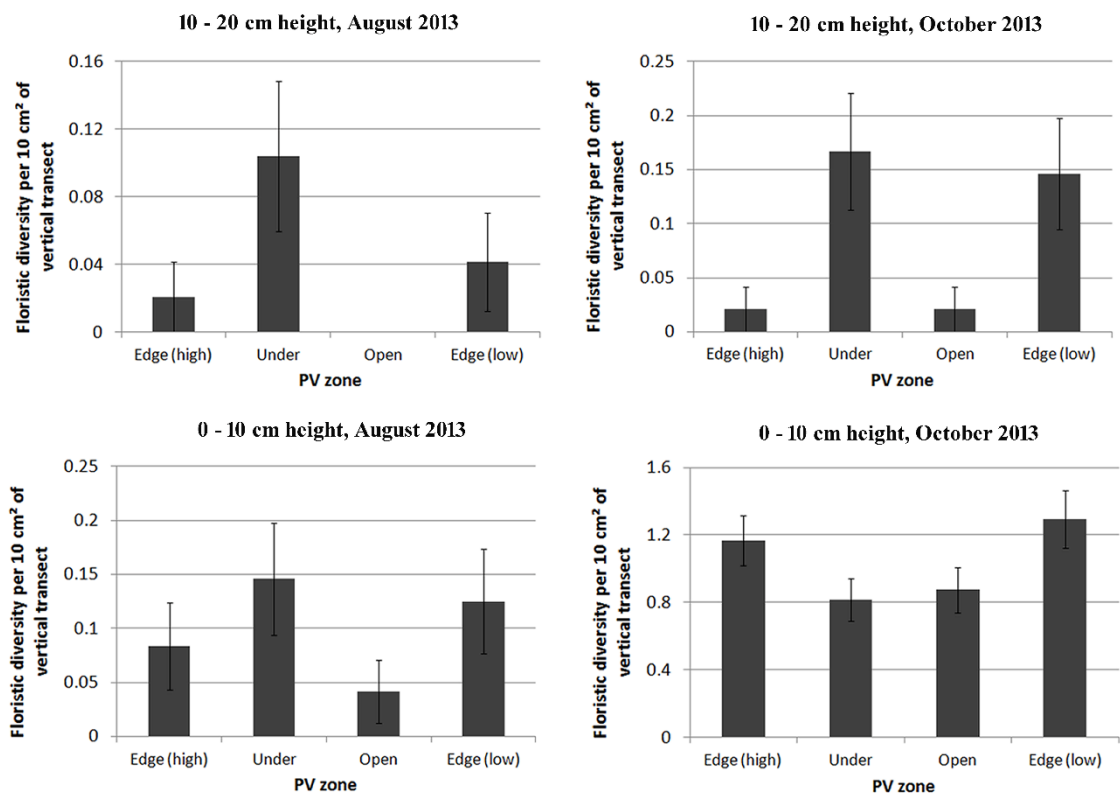 10 - 20 cm height, August 2013
Floristic diversity per 10 cm² of
vertical transect
0.16
0.12
0.08
0.04
0
Edge (high) Under Open Edge (low)
PV zone
10 - 20 cm height, October 2013
Floristic diversity per 10 cm² of
vertical transect
0.25
0.2
0.15
0.1
0.05
0
Edge (high) Under Open Edge (low)
PV zone
0 - 10 cm height, August 2013
Floristic diversity per 10 cm² of
vertical transect
0.25
0.2
0.15
0.1
0.05
0
Edge (high) Under Open Edge (low)
PV zone
0 - 10 cm height, October 2013
Floristic diversity per 10 cm² of
vertical transect
1.6
1.2
0.8
0.4
0
Edge (high) Under Open Edge (low)
PV zone